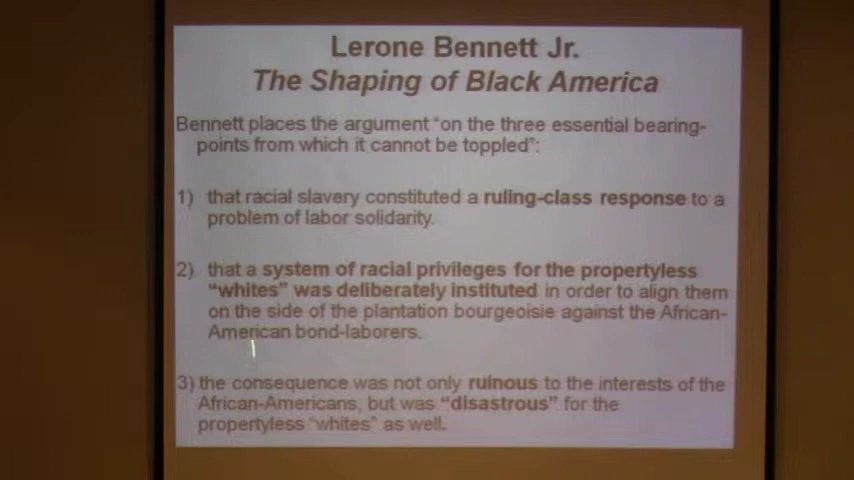 Lerone Bennett Jr.
The Shaping of Black America
Bennett places the argument “on the three essential bearing-
points from which it cannot be toppled”:
1) that racial slavery constituted a ruling-class response to a
problem of labor solidarity.
2) that a system of racial privileges for the propertyless
“whites” was deliberately instituted in order to align them
on the side of the plantation bourgeoisie against the African-
American bond-laborers.
3) the consequence was not only ruinous to the interests of the
African-Americans, but was “disastrous” for the
propertyless “whites” as well.